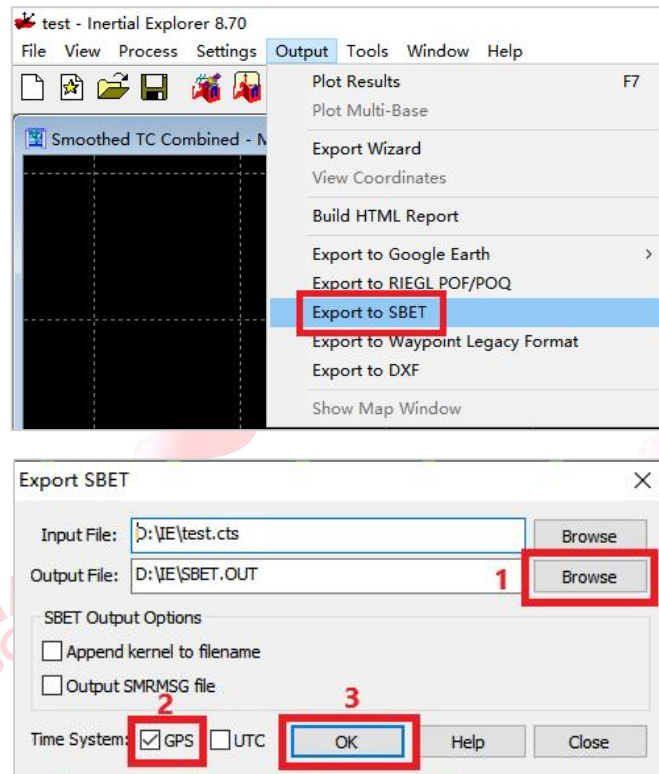 test - Inertial Explorer 8.70
File View Process Settings Output Tools Window Help
Plot Results F7
Plot Multi-Base
Smoothed TC Combined - M
Export Wizard
View Coordinates
Build HTML Report
Export to Google Earth >
Export to RIEGL POF/POQ
Export to SBET
Export to Waypoint Legacy Format
Export to DXF
Show Map Window
Export SBET
Input File: D:\IE\test.cts Browse
Output File: D:\IE\SBET.OUT 1 Browse
SBET Output Options
Append kernel to filename
Output SMRMSG file
2 3
Time System: GPS UTC OK Help Close